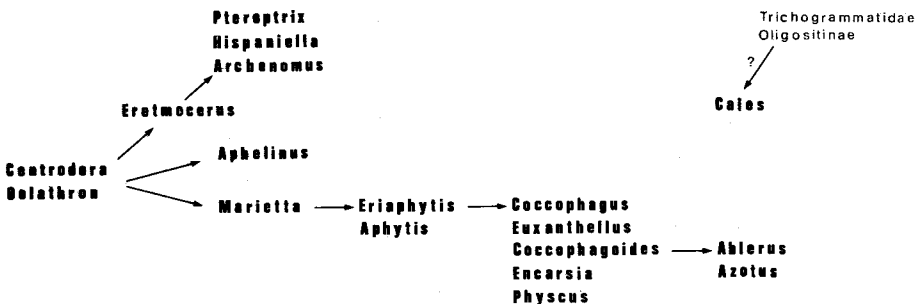 Pteroptrix
Hispaniella
Archenomus
Trichogrammatidae
Oligositinae
?
Cales
Eretmocerus
Aphelinus
Centrodora
Dolathron
Marietta
Eriaphytis
Aphytis
Coccophagus
Euxanthellus
Coccophagoides
Encarsia
Physcus
Ablerus
Azotus